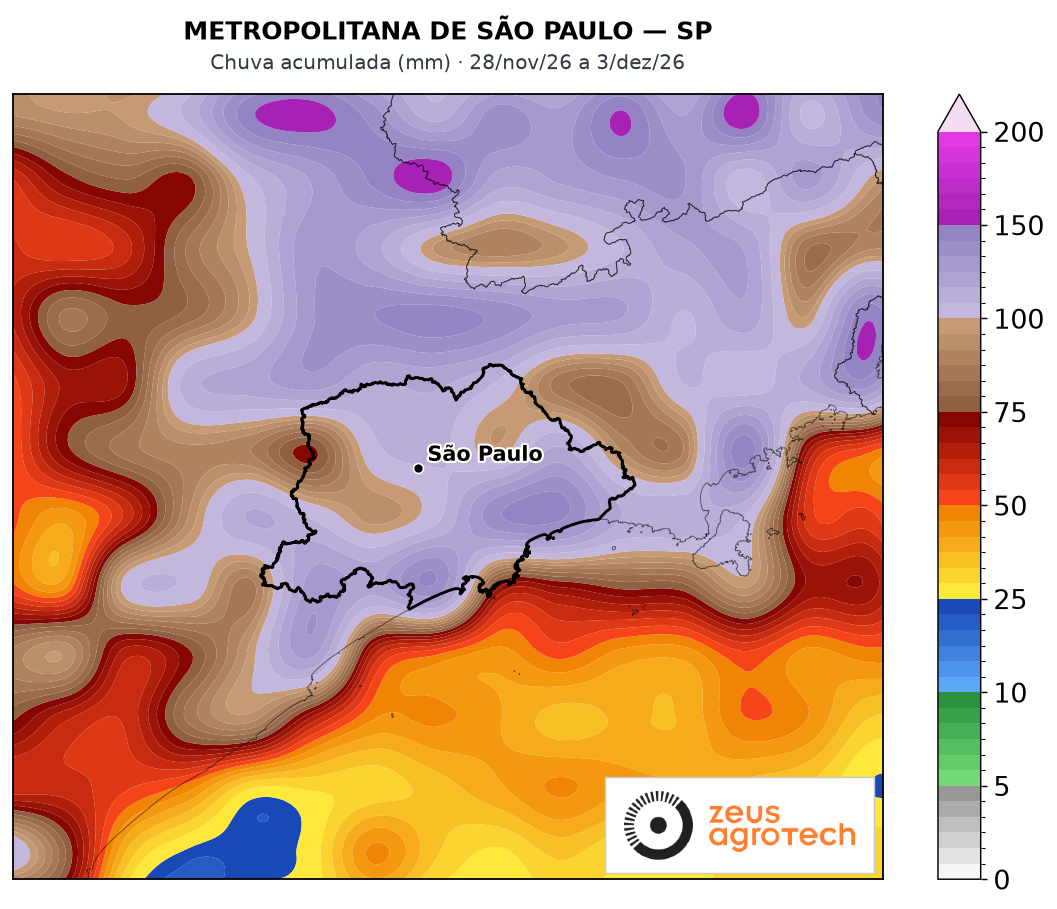 METROPOLITANA DE SÃO PAULO — SP
Chuva acumulada (mm) · 28/nov/26 a 3/dez/26
200
150
100
75
50
25
10
5
0
São Paulo
zeus
agrotech